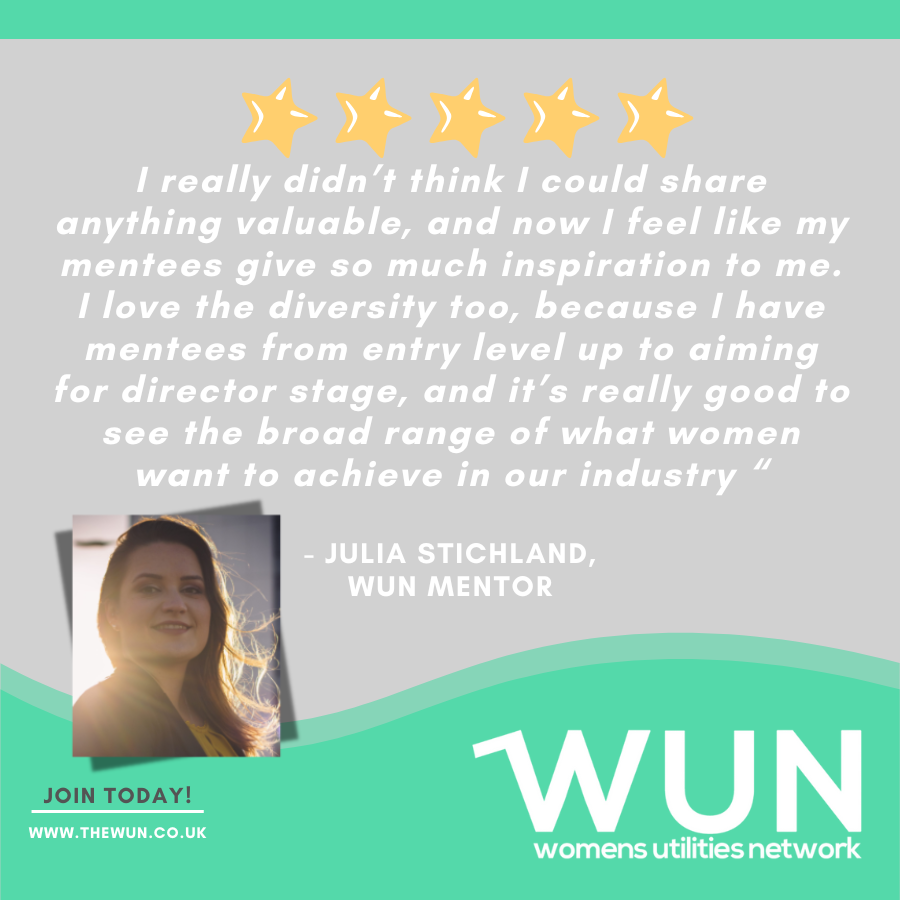 I really didn’t think I could share
anything valuable, and now I feel like my
mentees give so much inspiration to me.
I love the diversity too, because I have
mentees from entry level up to aiming
for director stage, and it’s really good to
see the broad range of what women
want to achieve in our industry “
- JULIA STICHLAND,
WUN MENTOR
JOIN TODAY!
WWW.THEWUN.CO.UK
WUN
womens utilities network